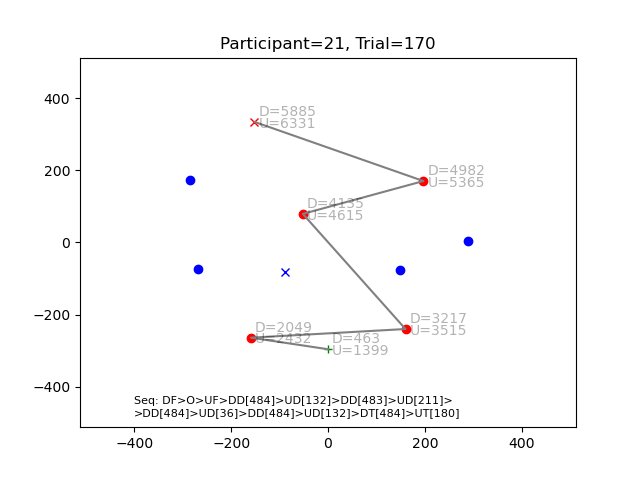 Participant=21, Trial=170
D=5885
U=6331
D=4982
U=5365
D=4135
U=4615
D=3217
U=3515
D=2049
U=2432
D=463
U=1399
Seq: DF>O>UF>DD[484]>UD[132]>DD[483]>UD[211]>
>DD[484]>UD[36]>DD[484]>UD[132]>DT[484]>UT[180]
400
200
0
−200
−400
−400
−200
0
200
400